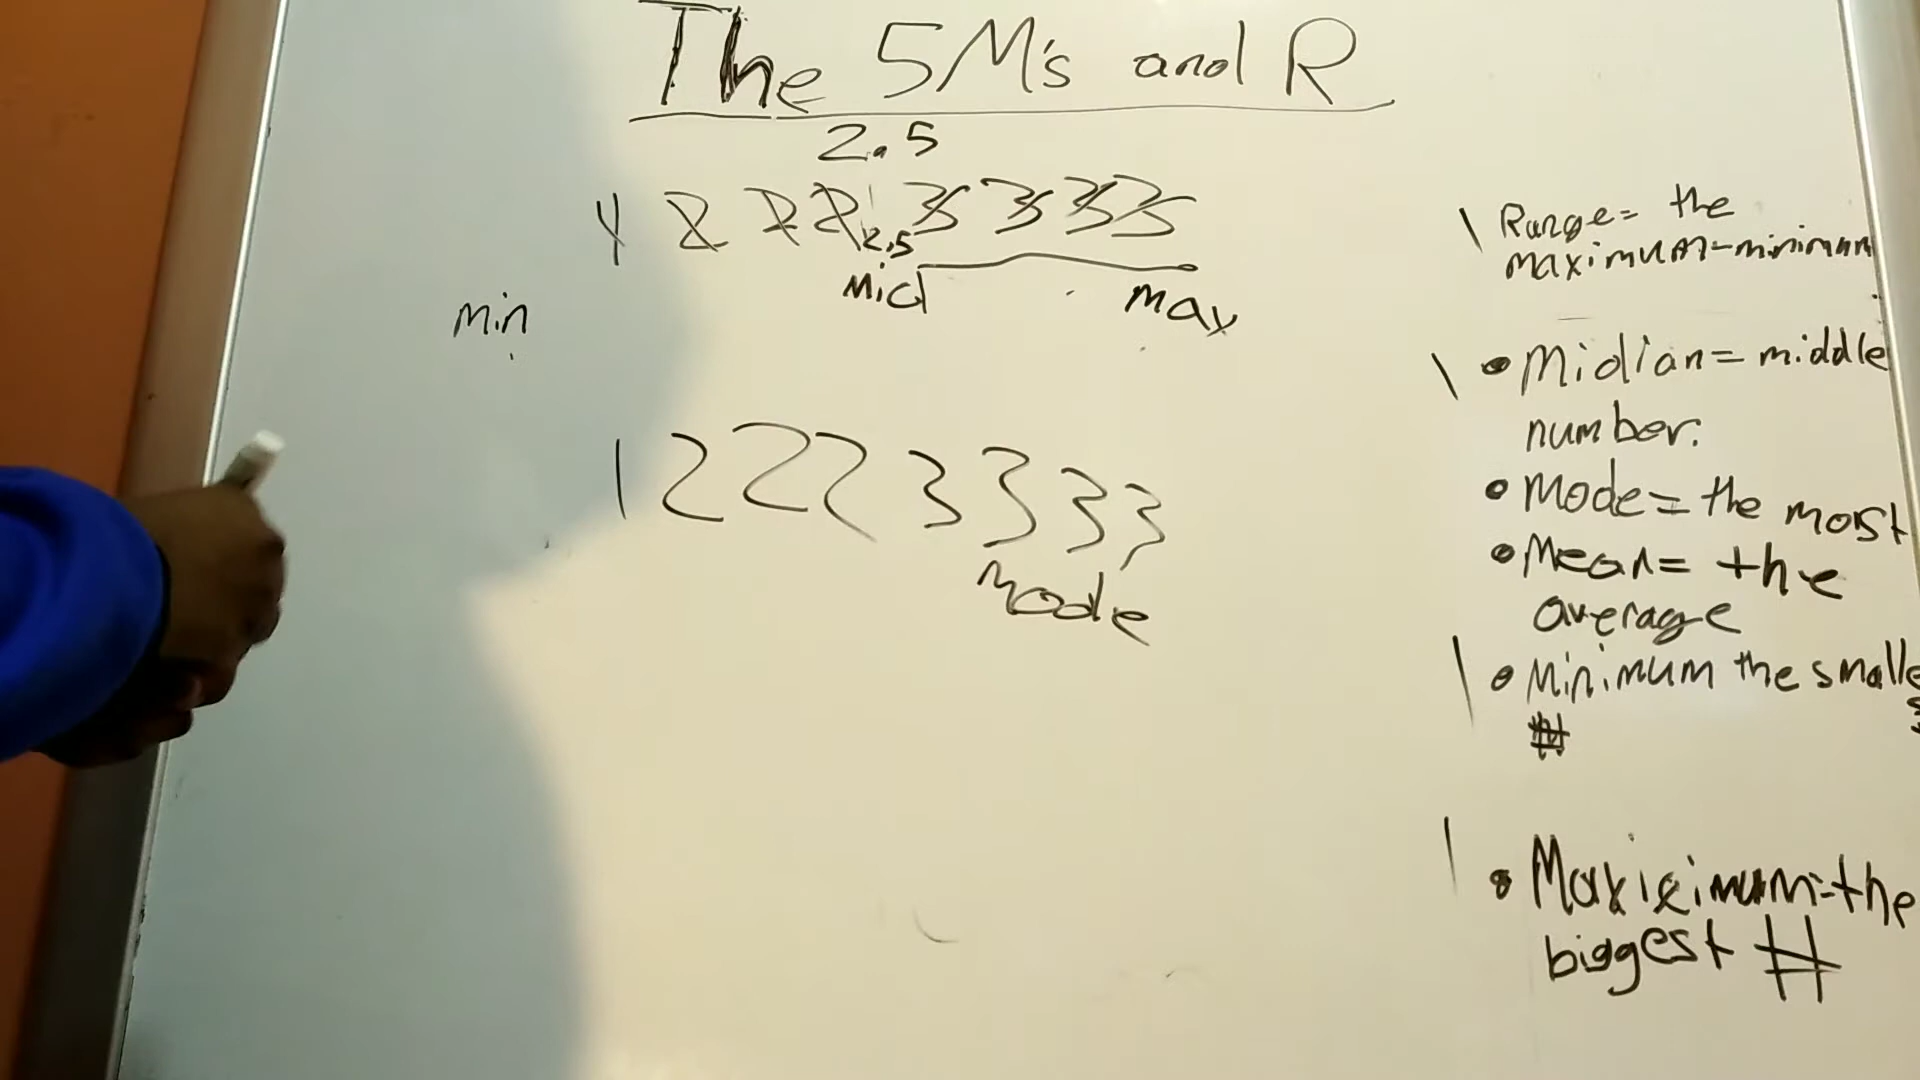 The 5M's and R
2.5
1 2 2 2 3 3 3 3
2.5
mid
max
min
1 2 2 2 3 3 3 3
mode
Range= the
maximum-minimum
• Midian= middle
number.
• Mode= the most
• Mean= the
average
• Minimum the smalles
#
• Maxiximum=the
biggest #